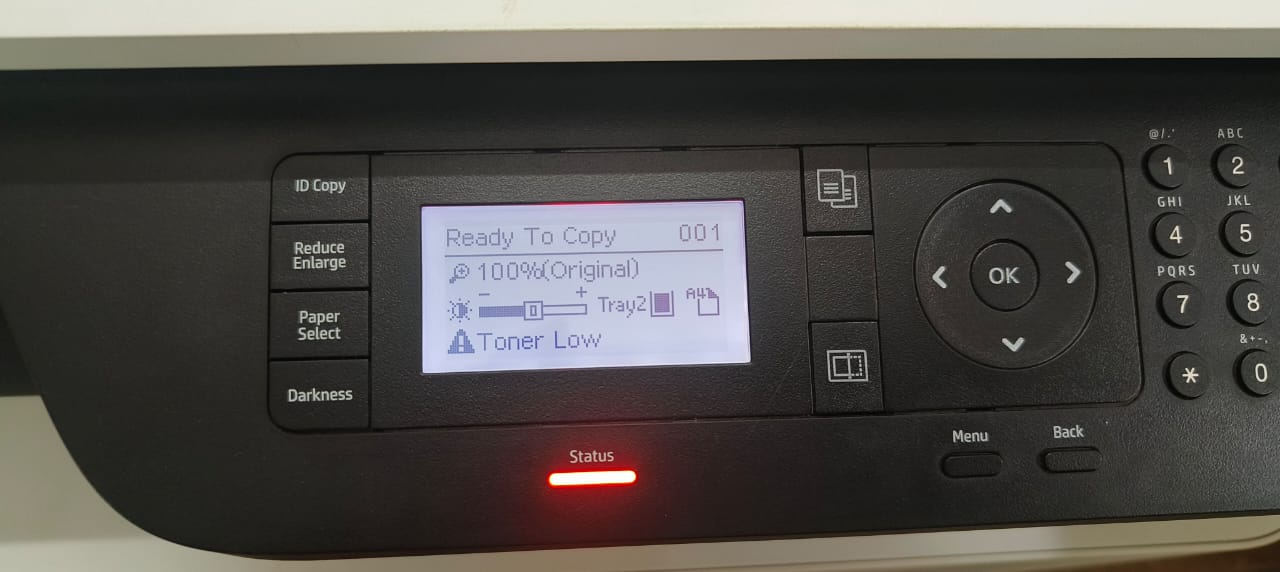 ID Copy
Reduce
Enlarge
Paper
Select
Darkness
Ready To Copy 001
100%(Original)
- +
0
Tray2 A4
Toner Low
Status
OK
Menu
Back
@/.' ABC
1 2
GHI JKL
4 5
PQRS TUV
7 8
&+-,
* 0